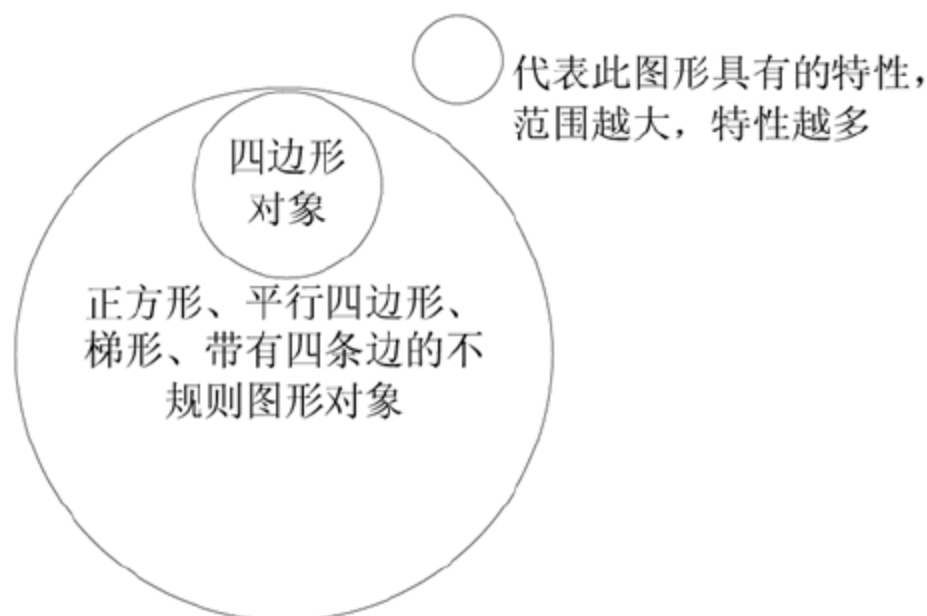 代表此图形具有的特性，
范围越大，特性越多
四边形
对象
正方形、平行四边形、
梯形、带有四条边的不
规则图形对象